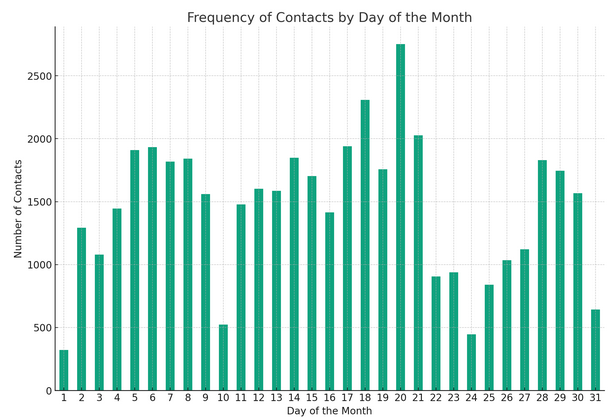 Frequency of Contacts by Day of the Month
Number of Contacts
2500
2000
1500
1000
500
0
1 2 3 4 5 6 7 8 9 10 11 12 13 14 15 16 17 18 19 20 21 22 23 24 25 26 27 28 29 30 31
Day of the Month